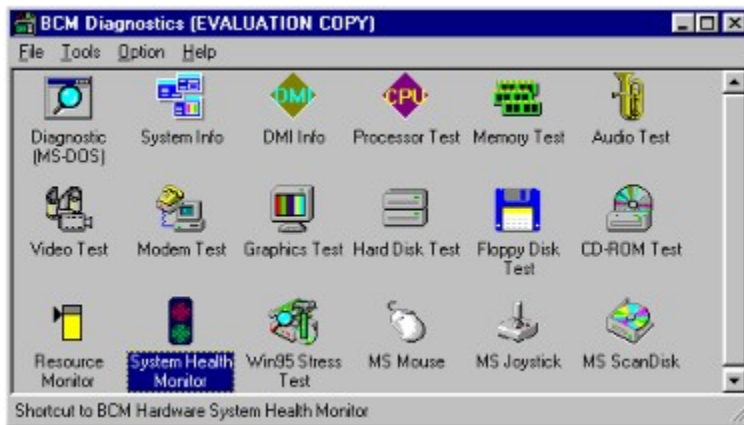 BCM Diagnostics (EVALUATION COPY)
File Tools Option Help
DMI
CPU
Diagnostic (MS-DOS)
System Info
DMI Info
Processor Test
Memory Test
Audio Test
Video Test
Modem Test
Graphics Test
Hard Disk Test
Floppy Disk Test
CD-ROM Test
Resource Monitor
System Health Monitor
Win95 Stress Test
MS Mouse
MS Joystick
MS ScanDisk
Shortcut to BCM Hardware System Health Monitor